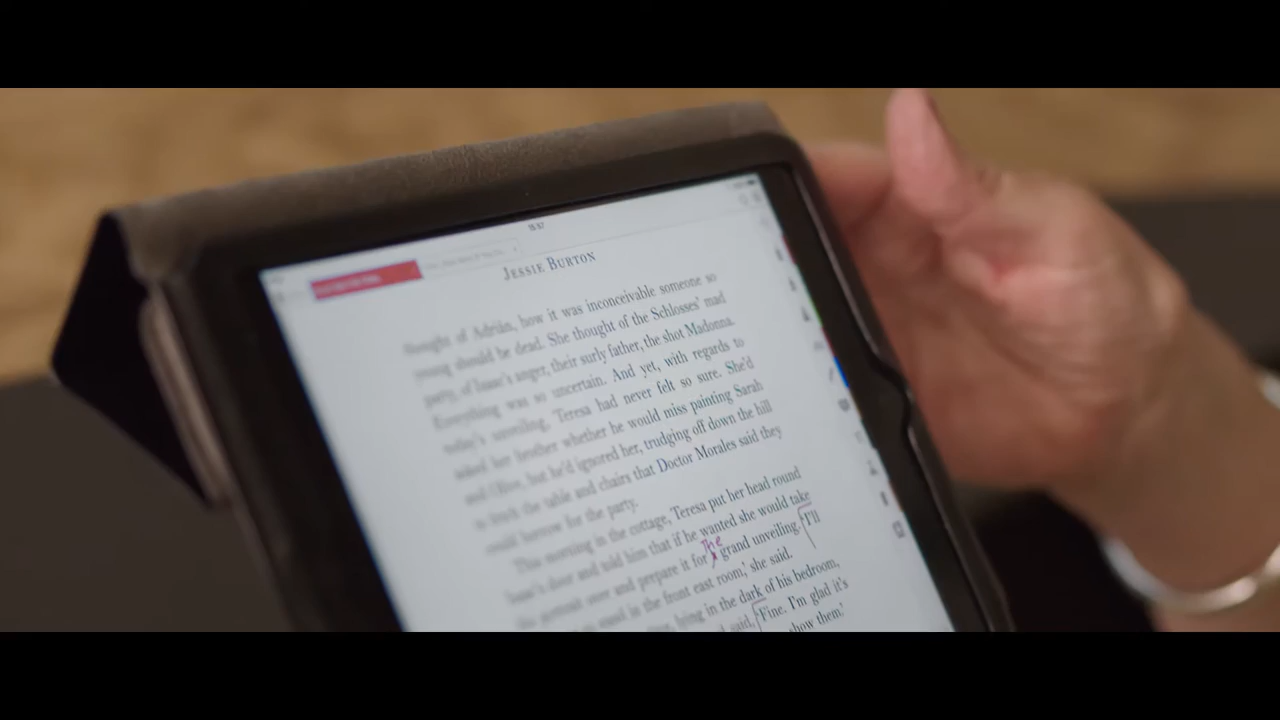 15:57
JESSIE BURTON
thought of Adrián, how it was inconceivable someone so
young should be dead. She thought of the Schlosses' mad
party, of Isaac's anger, their surly father, the shot Madonna.
Everything was so uncertain. And yet, with regards to
today's unveiling, Teresa had never felt so sure. She'd
asked her brother whether he would miss painting Sarah
and Olive, but he'd ignored her, trudging off down the hill
to fetch the table and chairs that Doctor Morales said they
could borrow for the party.
This morning in the cottage, Teresa put her head round
Isaac's door and told him that if he wanted she would take
the portrait over and prepare it for the grand unveiling. 'I'll
in the front east room,' she said.
lying in the dark of his bedroom,
said. 'Fine. I'm glad it's
show them.'